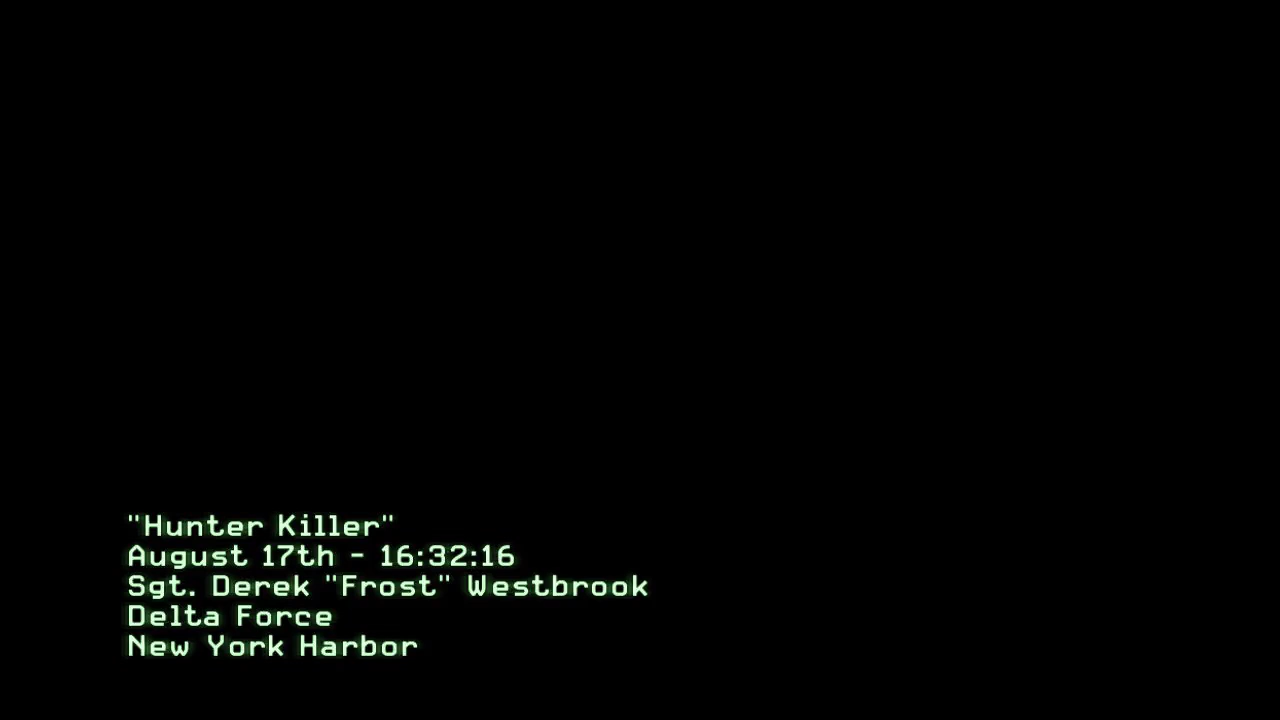 "Hunter Killer"
August 17th - 16:32:16
Sgt. Derek "Frost" Westbrook
Delta Force
New York Harbor